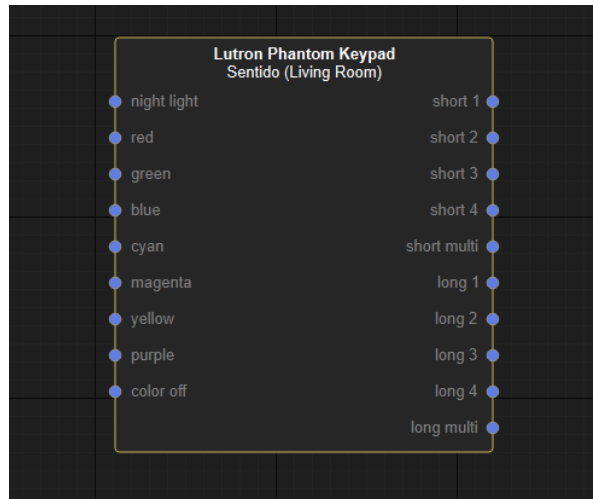 Lutron Phantom Keypad
Sentido (Living Room)
night light
short 1
red
short 2
green
short 3
blue
short 4
cyan
short multi
magenta
long 1
yellow
long 2
purple
long 3
color off
long 4
long multi